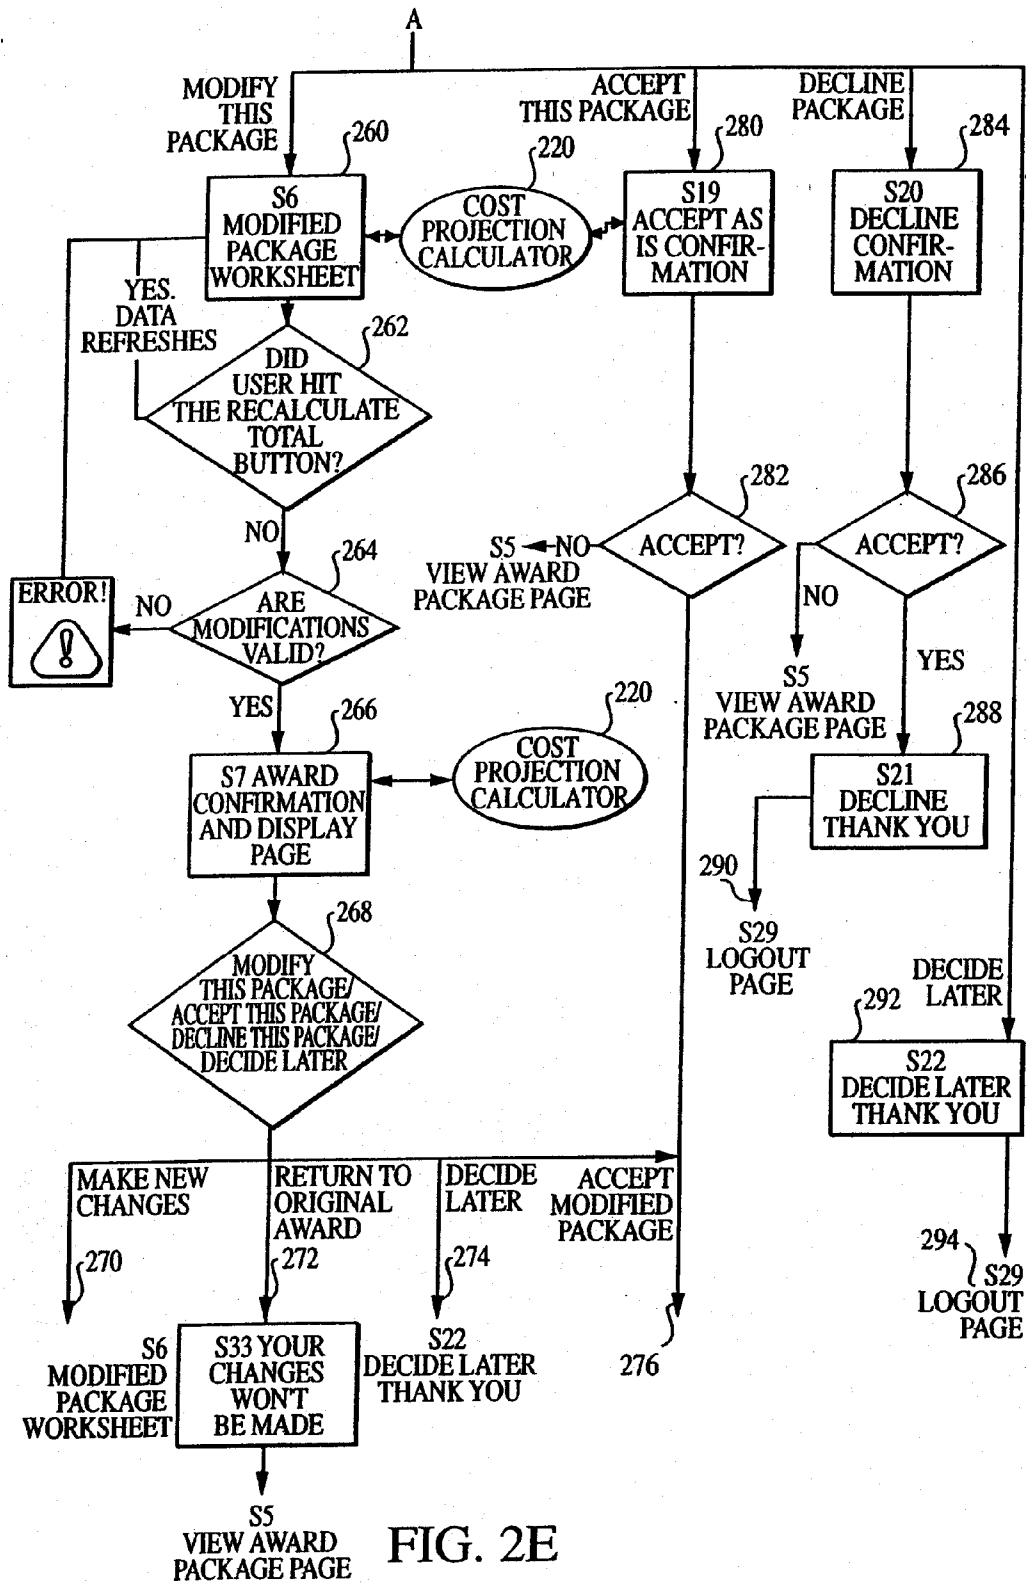 A
MODIFY
THIS
PACKAGE
ACCEPT
THIS PACKAGE
DECLINE
PACKAGE
260
220
280
284
S6
MODIFIED
PACKAGE
WORKSHEET
COST
PROJECTION
CALCULATOR
S19
ACCEPT AS
IS CONFIR-
MATION
S20
DECLINE
CONFIR-
MATION
YES.
DATA
REFRESHES
262
DID
USER HIT
THE RECALCULATE
TOTAL
BUTTON?
282
286
NO
S5
NO
VIEW AWARD
PACKAGE PAGE
ACCEPT?
ACCEPT?
264
ERROR!
!
NO
ARE
MODIFICATIONS
VALID?
NO
S5
VIEW AWARD
PACKAGE PAGE
YES
YES
266
220
288
S7 AWARD
CONFIRMATION
AND DISPLAY
PAGE
COST
PROJECTION
CALCULATOR
S21
DECLINE
THANK YOU
290
S29
LOGOUT
PAGE
268
MODIFY
THIS PACKAGE/
ACCEPT THIS PACKAGE/
DECLINE THIS PACKAGE/
DECIDE LATER
DECIDE
LATER
292
S22
DECIDE LATER
THANK YOU
MAKE NEW
CHANGES
RETURN TO
ORIGINAL
AWARD
DECIDE
LATER
ACCEPT
MODIFIED
PACKAGE
270
272
274
276
294
S29
LOGOUT
PAGE
S6
MODIFIED
PACKAGE
WORKSHEET
S33 YOUR
CHANGES
WON'T
BE MADE
S22
DECIDE LATER
THANK YOU
S5
VIEW AWARD
PACKAGE PAGE
FIG. 2E